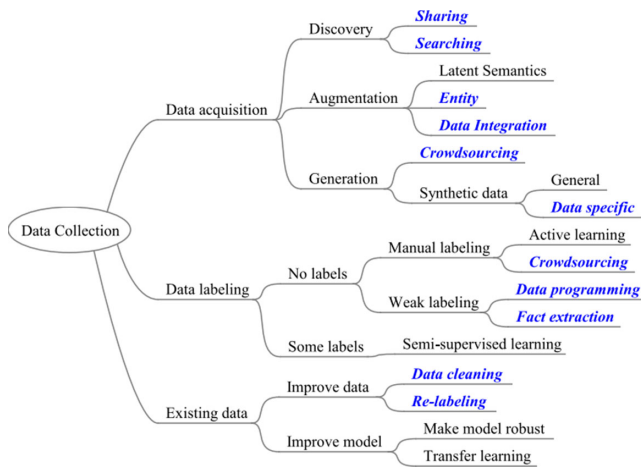 Data Collection
Data acquisition
Discovery
Sharing
Searching
Augmentation
Latent Semantics
Entity
Data Integration
Generation
Crowdsourcing
Synthetic data
General
Data specific
Data labeling
No labels
Manual labeling
Active learning
Crowdsourcing
Weak labeling
Data programming
Fact extraction
Some labels
Semi-supervised learning
Existing data
Improve data
Data cleaning
Re-labeling
Improve model
Make model robust
Transfer learning